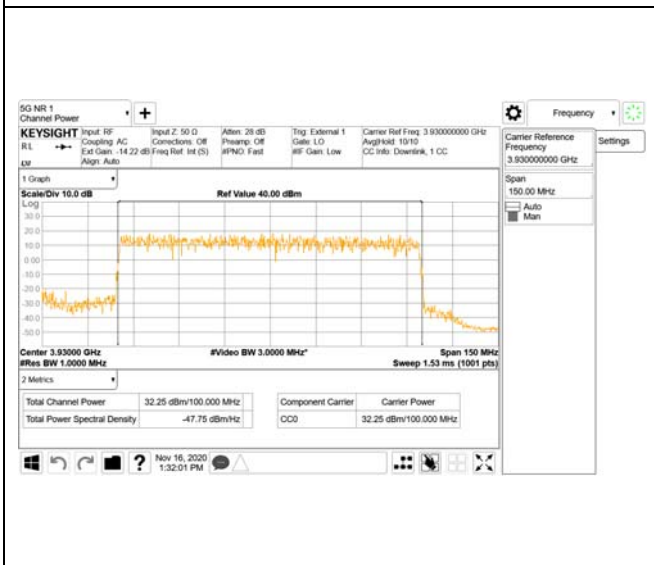 5G NR 1
Channel Power
Frequency
KEYSIGHT Input: RF Input Z: 50 Ω Atten: 28 dB Trig: External 1 Carrier Ref Freq: 3.930000000 GHz
RL Coupling: AC Corrections: Off Preamp: Off Gate: LO Avg|Hold: 10/10
Ext Gain: -14.22 dB Freq Ref: Int (S) #PNO: Fast #IF Gain: Low CC Info: Downlink, 1 CC
Align: Auto
Carrier Reference
Frequency
3.930000000 GHz
Settings
Span
150.00 MHz
Auto
Man
1 Graph
Scale/Div 10.0 dB Ref Value 40.00 dBm
Log
30.0
20.0
10.0
0.00
-10.0
-20.0
-30.0
-40.0
-50.0
Center 3.93000 GHz #Video BW 3.0000 MHz* Span 150 MHz
#Res BW 1.0000 MHz Sweep 1.53 ms (1001 pts)
2 Metrics
Total Channel Power 32.25 dBm/100.000 MHz Component Carrier Carrier Power
Total Power Spectral Density -47.75 dBm/Hz CC0 32.25 dBm/100.000 MHz
? Nov 16, 2020
1:32:01 PM